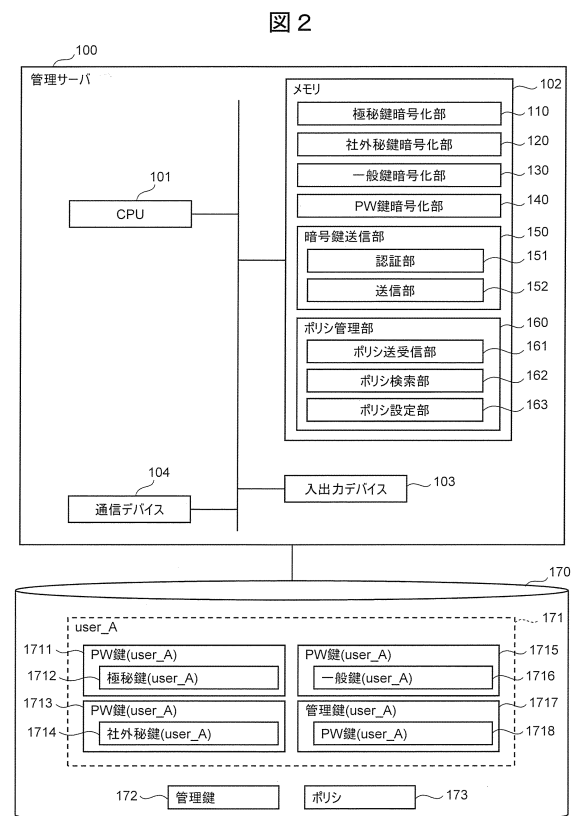 図２
100
管理サーバ
102
メモリ
極秘鍵暗号化部
110
社外秘鍵暗号化部
120
一般鍵暗号化部
130
PW鍵暗号化部
140
101
CPU
暗号鍵送信部
150
認証部
151
送信部
152
ポリシ管理部
160
ポリシ送受信部
161
ポリシ検索部
162
ポリシ設定部
163
104
通信デバイス
入出力デバイス
103
170
171
user_A
1711
PW鍵(user_A)
1712
極秘鍵(user_A)
PW鍵(user_A)
1715
一般鍵(user_A)
1716
1713
PW鍵(user_A)
1714
社外秘鍵(user_A)
管理鍵(user_A)
1717
PW鍵(user_A)
1718
172
管理鍵
ポリシ
173